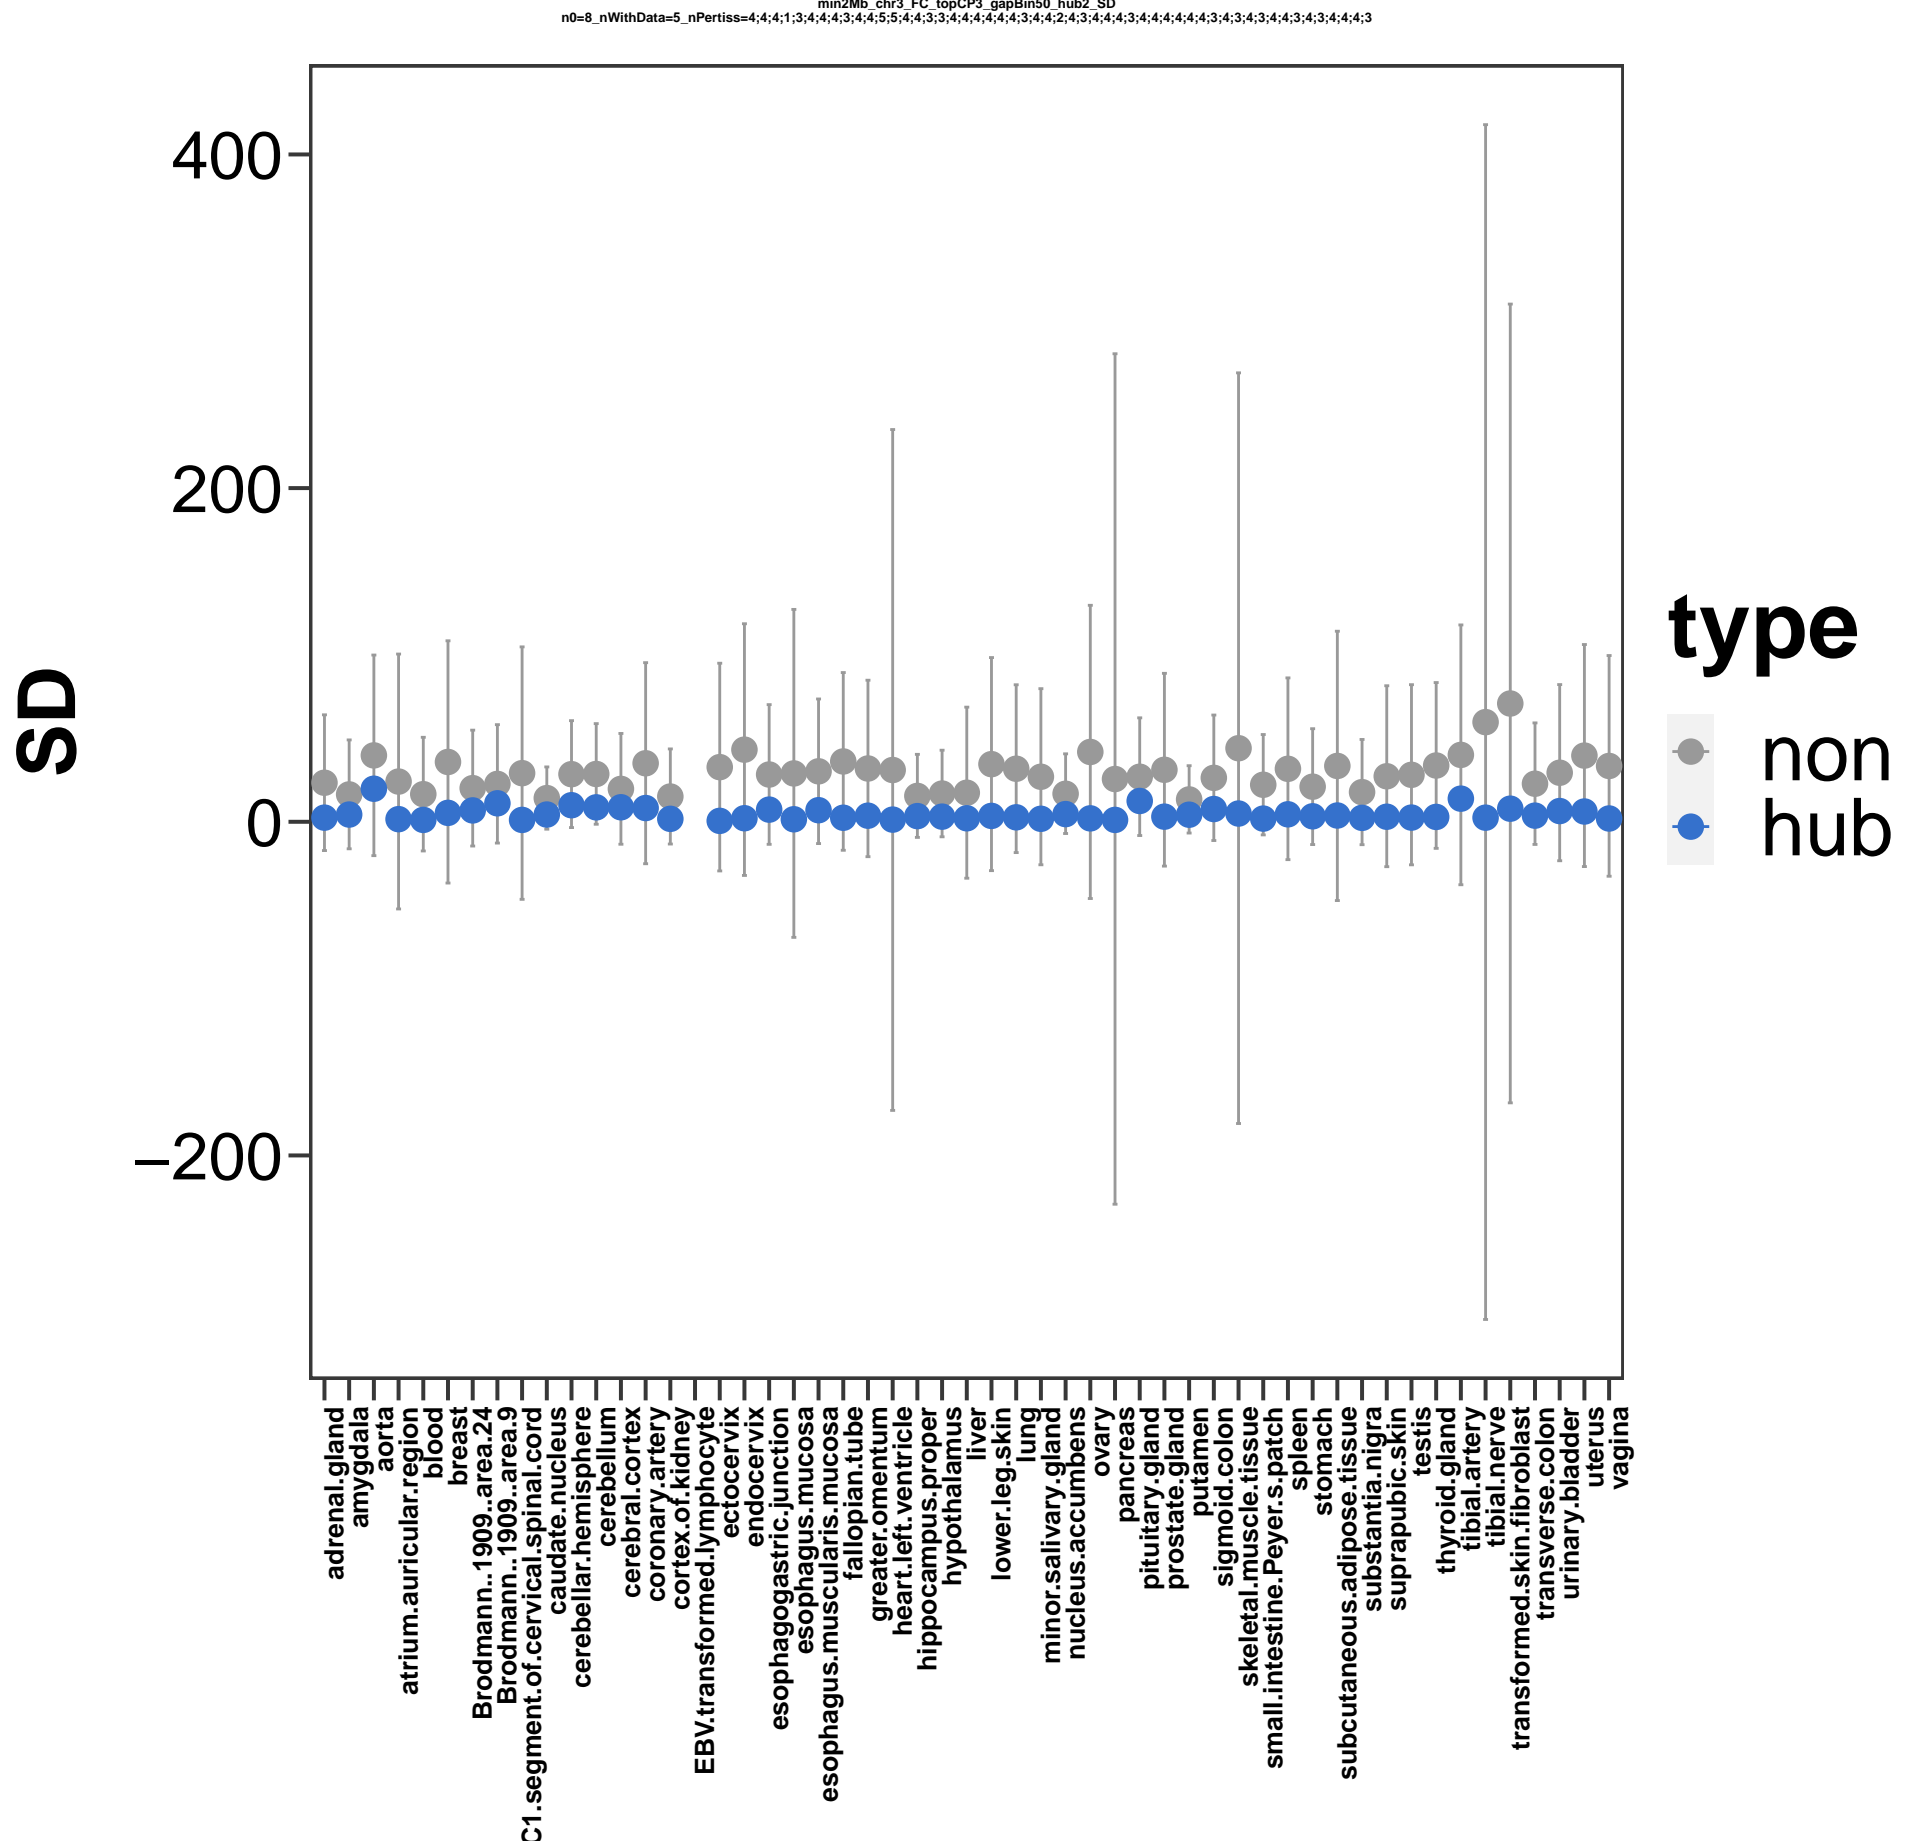 min2Mb_chr3_FC_topCP3_gapBin50_hub2_SD
n0=8_nWithData=5_nPertiss=4;4;4;1;3;4;4;4;3;4;4;5;5;4;4;3;3;4;4;4;4;4;4;3;4;4;2;4;3;4;4;4;3;4;4;4;4;4;4;3;4;3;4;3;4;4;3;4;3;4;4;4;3
SD
400
200
0
−200
adrenal.gland
amygdala
aorta
atrium.auricular.region
blood
breast
Brodmann..1909..area.24
Brodmann..1909..area.9
C1.segment.of.cervical.spinal.cord
caudate.nucleus
cerebellar.hemisphere
cerebellum
cerebral.cortex
coronary.artery
cortex.of.kidney
EBV.transformed.lymphocyte
ectocervix
endocervix
esophagogastric.junction
esophagus.mucosa
esophagus.muscularis.mucosa
fallopian.tube
greater.omentum
heart.left.ventricle
hippocampus.proper
hypothalamus
liver
lower.leg.skin
lung
minor.salivary.gland
nucleus.accumbens
ovary
pancreas
pituitary.gland
prostate.gland
putamen
sigmoid.colon
skeletal.muscle.tissue
small.intestine.Peyer.s.patch
spleen
stomach
subcutaneous.adipose.tissue
substantia.nigra
suprapubic.skin
testis
thyroid.gland
tibial.artery
tibial.nerve
transformed.skin.fibroblast
transverse.colon
urinary.bladder
uterus
vagina
type
non
hub